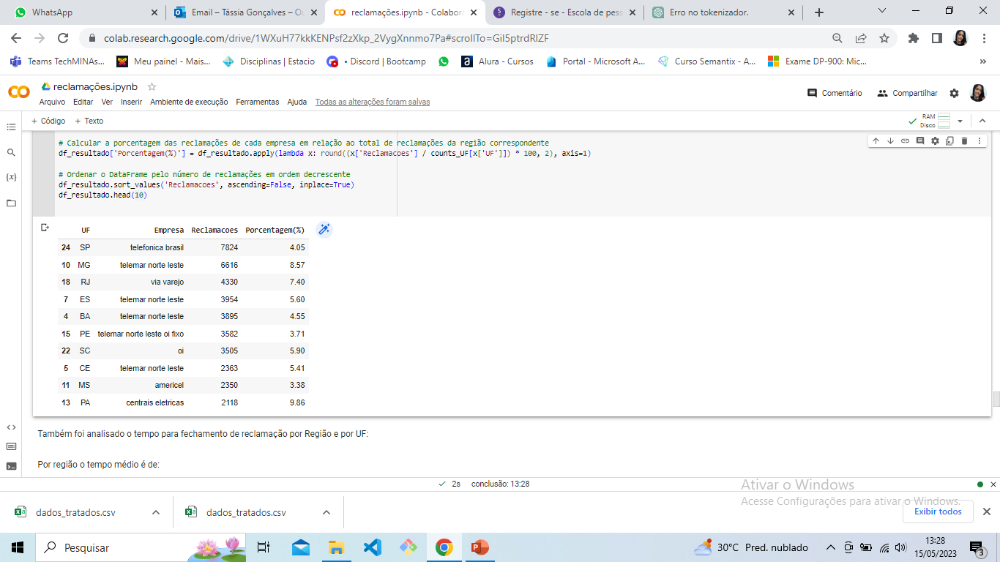 WhatsApp
Email – Tássia Gonçalves – Ou
reclamações.ipynb - Colabora
Registre - se - Escola de pess
Erro no tokenizador.
colab.research.google.com/drive/1WXuH77kkKENPsf2zXkp_2VygXnnmo7Pa#scrollTo=Gil5ptrdRlZF
Teams TechMINAs...
Meu painel - Mais...
Disciplinas | Estacio
• Discord | Bootcamp
Alura - Cursos
Portal - Microsoft A...
Curso Semantix - A...
Exame DP-900: Mic...
reclamações.ipynb
Comentário
Compartilhar
Arquivo Editar Ver Inserir Ambiente de execução Ferramentas Ajuda Todas as alterações foram salvas
+ Código + Texto
RAM
Disco
# Calcular a porcentagem das reclamações de cada empresa em relação ao total de reclamações da região correspondente
df_resultado['Porcentagem(%)'] = df_resultado.apply(lambda x: round((x['Reclamacoes'] / counts_UF[x['UF']]) * 100, 2), axis=1)
# Ordenar o DataFrame pelo número de reclamações em ordem decrescente
df_resultado.sort_values('Reclamacoes', ascending=False, inplace=True)
df_resultado.head(10)
UF Empresa Reclamacoes Porcentagem(%)
24 SP telefonica brasil 7824 4.05
10 MG telemar norte leste 6616 8.57
18 RJ via varejo 4330 7.40
7 ES telemar norte leste 3954 5.60
4 BA telemar norte leste 3895 4.55
15 PE telemar norte leste oi fixo 3582 3.71
22 SC oi 3505 5.90
5 CE telemar norte leste 2363 5.41
11 MS americel 2350 3.38
13 PA centrais eletricas 2118 9.86
Também foi analisado o tempo para fechamento de reclamação por Região e por UF:
Por região o tempo médio é de:
2s conclusão: 13:28
Ativar o Windows
Acesse Configurações para ativar o Windows.
dados_tratados.csv
dados_tratados.csv
Exibir todos
Pesquisar
30°C Pred. nublado
13:28
15/05/2023
3